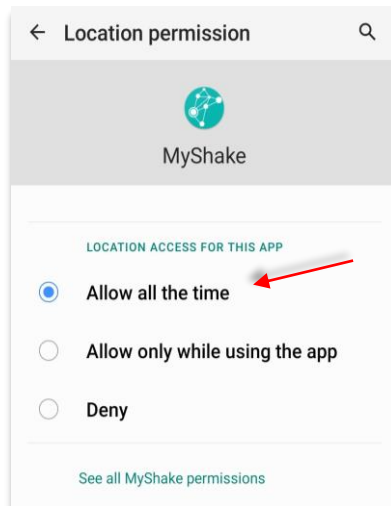 Location permission
MyShake
LOCATION ACCESS FOR THIS APP
Allow all the time
Allow only while using the app
Deny
See all MyShake permissions